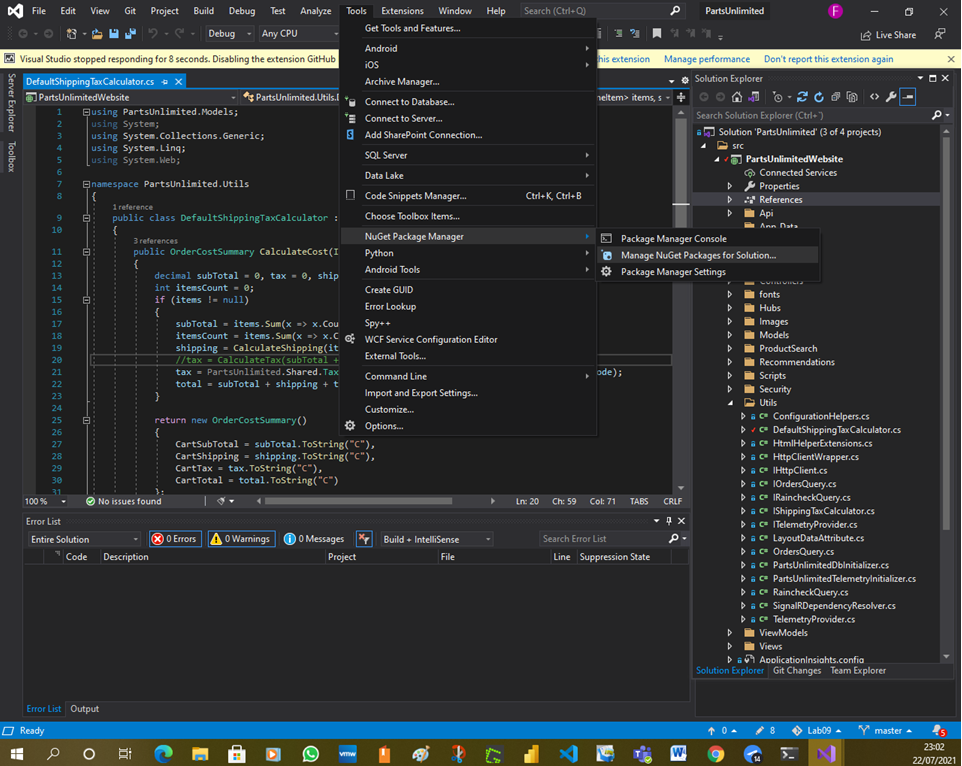 File Edit View Git Project Build Debug Test Analyze Tools Extensions Window Help Search (Ctrl+Q) PartsUnlimited F
Debug Any CPU Live Share
Visual Studio stopped responding for 8 seconds. Disabling the extension GitHub this extension Manage performance Don't report this extension again
Server Explorer
Toolbox
DefaultShippingTaxCalculator.cs
PartsUnlimitedWebsite PartsUnlimited.Utils.
1 using PartsUnlimited.Models;
2 using System;
3 using System.Collections.Generic;
4 using System.Linq;
5 using System.Web;
6
7 namespace PartsUnlimited.Utils
8 {
1 reference
9 public class DefaultShippingTaxCalculator :
10 {
3 references
11 public OrderCostSummary CalculateCost(I
12 {
13 decimal subTotal = 0, tax = 0, ship
14 int itemsCount = 0;
15 if (items != null)
16 {
17 subTotal = items.Sum(x => x.Cou
18 itemsCount = items.Sum(x => x.C
19 shipping = CalculateShipping(it
20 //tax = CalculateTax(subTotal +
21 tax = PartsUnlimited.Shared.Tax ode);
22 total = subTotal + shipping + t
23 }
24
25 return new OrderCostSummary()
26 {
27 CartSubTotal = subTotal.ToString("C"),
28 CartShipping = shipping.ToString("C"),
29 CartTax = tax.ToString("C"),
30 CartTotal = total.ToString("C")
31 };
100 % No issues found Ln: 20 Ch: 59 Col: 71 TABS CRLF
Get Tools and Features...
Android
iOS
Archive Manager...
Connect to Database...
Connect to Server...
Add SharePoint Connection...
SQL Server
Data Lake
Code Snippets Manager... Ctrl+K, Ctrl+B
Choose Toolbox Items...
NuGet Package Manager
Python
Android Tools
Create GUID
Error Lookup
Spy++
WCF Service Configuration Editor
External Tools...
Command Line
Import and Export Settings...
Customize...
Options...
Package Manager Console
Manage NuGet Packages for Solution...
Package Manager Settings
Solution Explorer
Search Solution Explorer (Ctrl+')
Solution 'PartsUnlimited' (3 of 4 projects)
src
PartsUnlimitedWebsite
Connected Services
Properties
References
Api
App_Data
Controllers
fonts
Hubs
Images
Models
ProductSearch
Recommendations
Scripts
Security
Utils
ConfigurationHelpers.cs
DefaultShippingTaxCalculator.cs
HtmlHelperExtensions.cs
HttpClientWrapper.cs
IHttpClient.cs
IOrdersQuery.cs
IRaincheckQuery.cs
IShippingTaxCalculator.cs
ITelemetryProvider.cs
LayoutDataAttribute.cs
OrdersQuery.cs
PartsUnlimitedDbInitializer.cs
PartsUnlimitedTelemetryInitializer.cs
RaincheckQuery.cs
SignalRDependencyResolver.cs
TelemetryProvider.cs
ViewModels
Views
ApplicationInsights.config
Solution Explorer Git Changes Team Explorer
Error List
Entire Solution 0 Errors 0 Warnings 0 Messages Build + IntelliSense Search Error List
Code Description Project File Line Suppression State
Error List Output
Ready 0 8 Lab09 master 5
vmw 14 23:02
22/07/2021